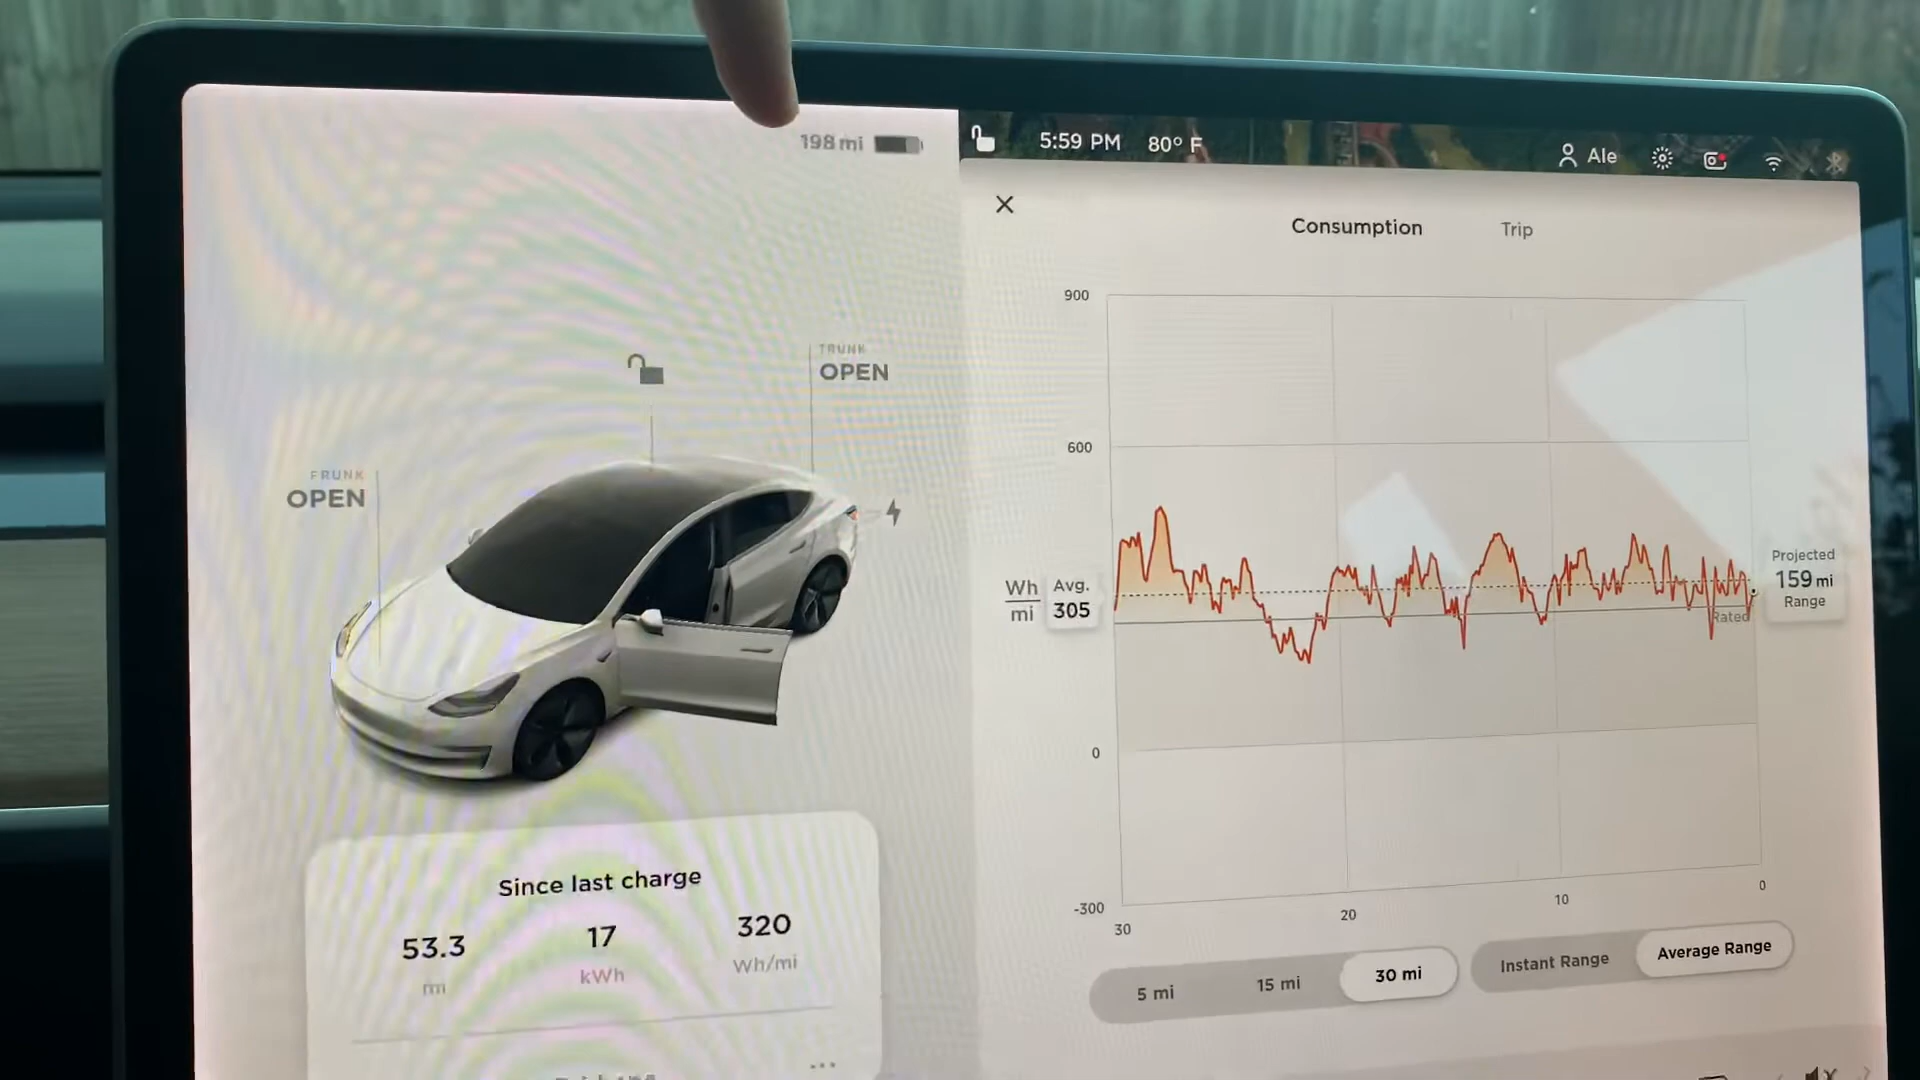 198 mi
5:59 PM 80° F
Ale
Consumption Trip
TRUNK
OPEN
FRUNK
OPEN
900
600
0
-300
Wh
mi
Avg.
305
Rated
Projected
159 mi
Range
30 20 10 0
5 mi 15 mi 30 mi
Instant Range Average Range
Since last charge
53.3 17 320
mi kWh Wh/mi
...